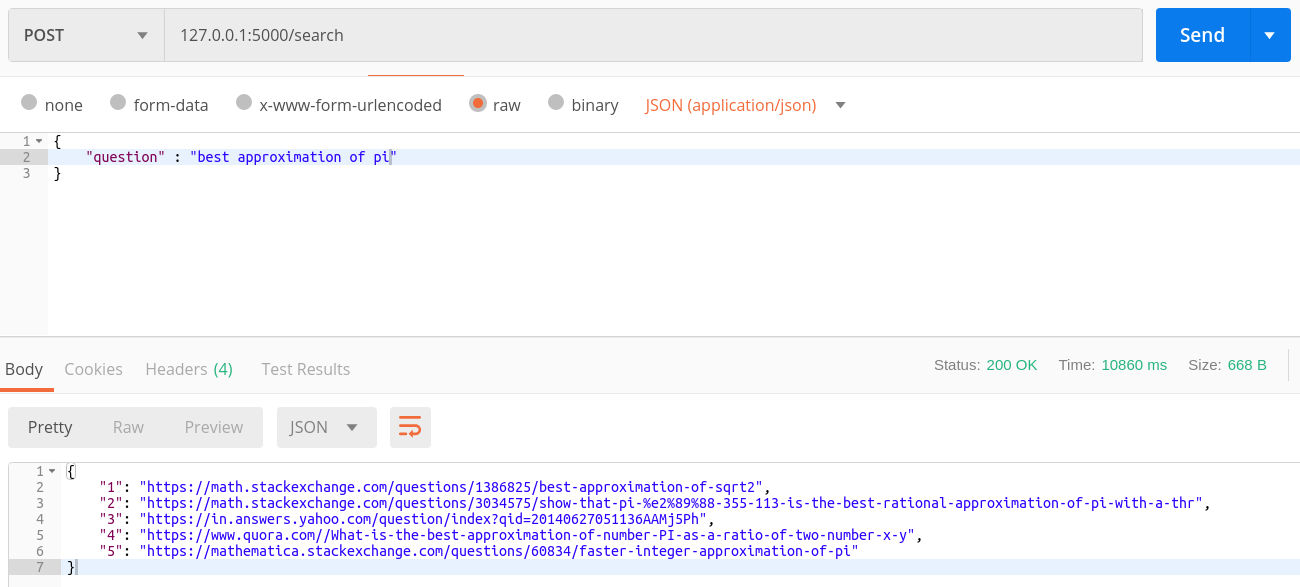 POST 127.0.0.1:5000/search Send
none form-data x-www-form-urlencoded raw binary JSON (application/json)
1 {
2 "question" : "best approximation of pi"
3 }
Body Cookies Headers (4) Test Results Status: 200 OK Time: 10860 ms Size: 668 B
Pretty Raw Preview JSON
1 {
2 "1": "https://math.stackexchange.com/questions/1386825/best-approximation-of-sqrt2",
3 "2": "https://math.stackexchange.com/questions/3034575/show-that-pi-%e2%89%88-355-113-is-the-best-rational-approximation-of-pi-with-a-thr",
4 "3": "https://in.answers.yahoo.com/question/index?qid=20140627051136AAMj5Ph",
5 "4": "https://www.quora.com//What-is-the-best-approximation-of-number-PI-as-a-ratio-of-two-number-x-y",
6 "5": "https://mathematica.stackexchange.com/questions/60834/faster-integer-approximation-of-pi"
7 }